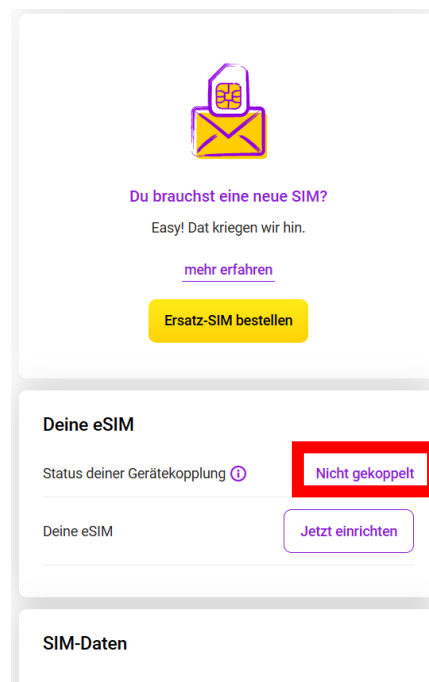 Du brauchst eine neue SIM?
Easy! Dat kriegen wir hin.
mehr erfahren
Ersatz-SIM bestellen
Deine eSIM
Status deiner Gerätekopplung
Nicht gekoppelt
Deine eSIM
Jetzt einrichten
SIM-Daten